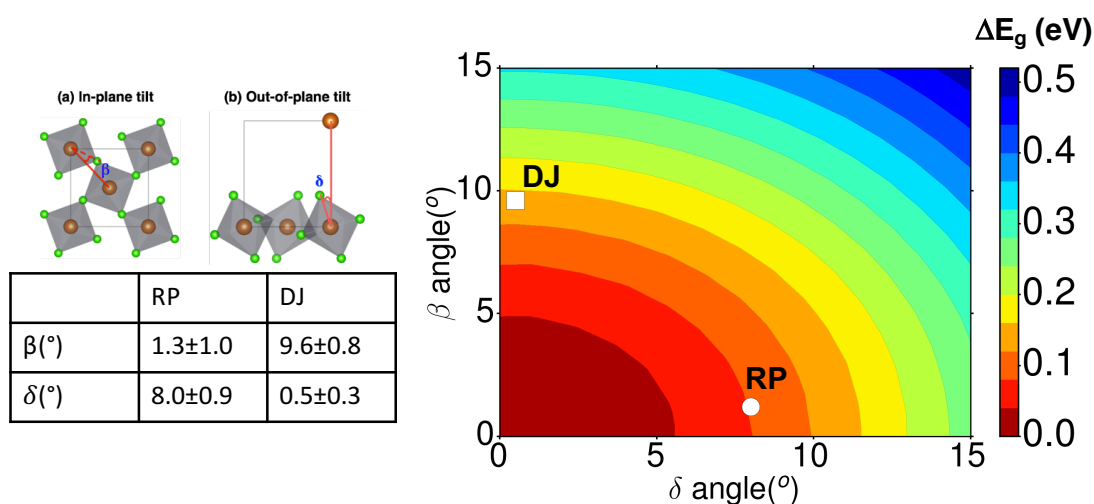 (a) In-plane tilt
(b) Out-of-plane tilt
β
δ
RP DJ
β(°) 1.3±1.0 9.6±0.8
δ(°) 8.0±0.9 0.5±0.3
ΔEg (eV)
15
10
5
0
β angle(°)
DJ
RP
0 5 10 15
δ angle(°)
0.5
0.4
0.3
0.2
0.1
0.0